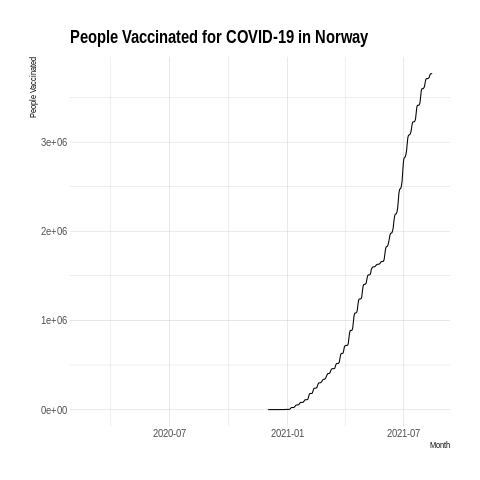 People Vaccinated for COVID-19 in Norway
People Vaccinated
3e+06
2e+06
1e+06
0e+00
2020-07
2021-01
2021-07
Month